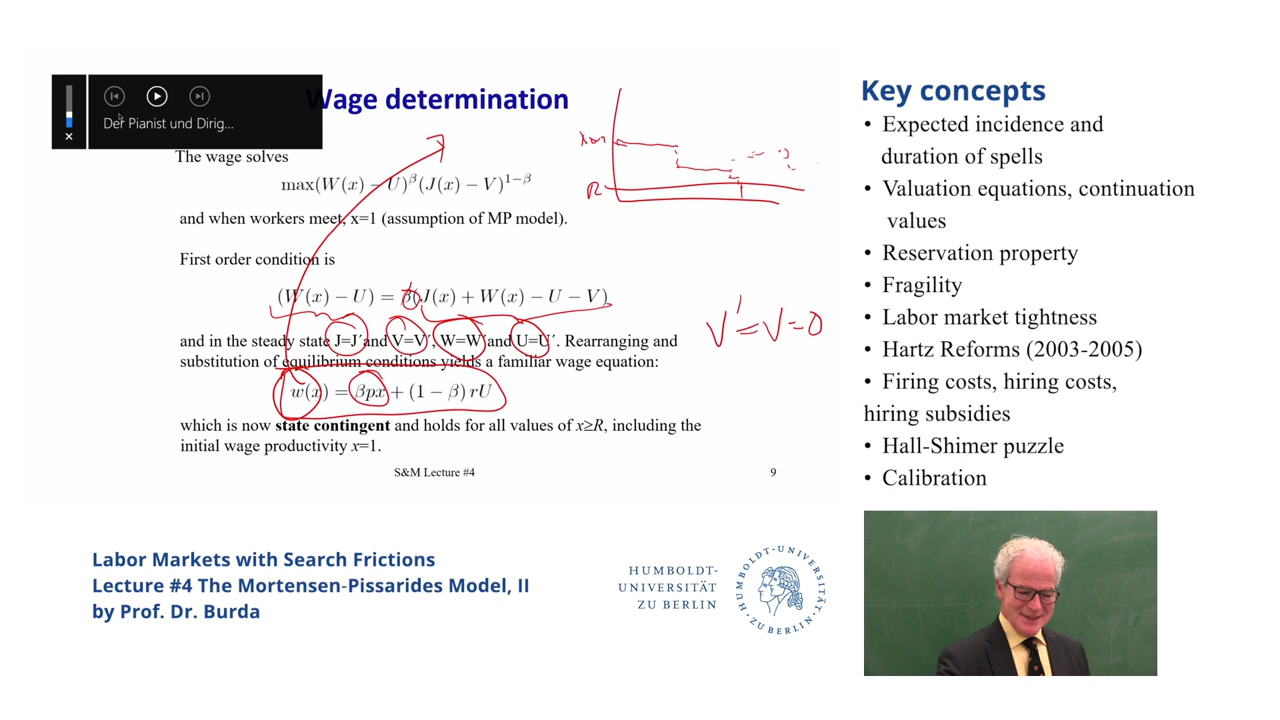 Der Pianist und Dirig...
Wage determination
The wage solves
max(W(x) − U)^β (J(x) − V)^{1−β}
and when workers meet, x=1 (assumption of MP model).
First order condition is
(W(x) − U) = β(J(x) + W(x) − U − V)
and in the steady state J=J´and V=V´, W=W´and U=U´. Rearranging and
substitution of equilibrium conditions yields a familiar wage equation:
w(x) = βpx + (1 − β) rU
which is now state contingent and holds for all values of x≥R, including the
initial wage productivity x=1.
S&M Lecture #4
9
R
V'=V=0
Key concepts
• Expected incidence and
duration of spells
• Valuation equations, continuation
values
• Reservation property
• Fragility
• Labor market tightness
• Hartz Reforms (2003-2005)
• Firing costs, hiring costs,
hiring subsidies
• Hall-Shimer puzzle
• Calibration
Labor Markets with Search Frictions
Lecture #4 The Mortensen-Pissarides Model, II
by Prof. Dr. Burda
HUMBOLDT-
UNIVERSITÄT
ZU BERLIN
HUMBOLDT-UNIVERSITÄT ZU BERLIN